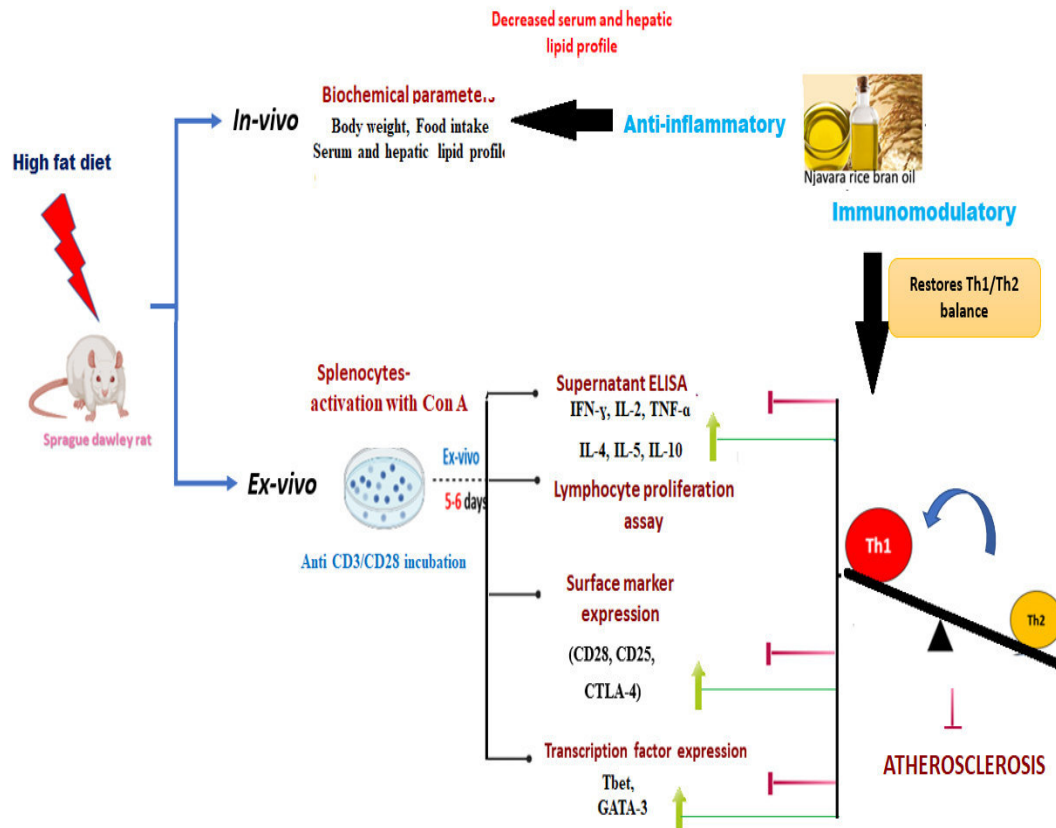 Decreased serum and hepatic
lipid profile
High fat diet
Sprague dawley rat
In-vivo
Biochemical parameters
Body weight, Food intake
Serum and hepatic lipid profile
Anti-inflammatory
Njavara rice bran oil
Immunomodulatory
Restores Th1/Th2
balance
Ex-vivo
Splenocytes-
activation with Con A
Ex-vivo
5-6 days
Anti CD3/CD28 incubation
Supernatant ELISA
IFN-γ, IL-2, TNF-α
IL-4, IL-5, IL-10
Lymphocyte proliferation
assay
Surface marker
expression
(CD28, CD25,
CTLA-4)
Transcription factor expression
Tbet,
GATA-3
Th1
Th2
ATHEROSCLEROSIS